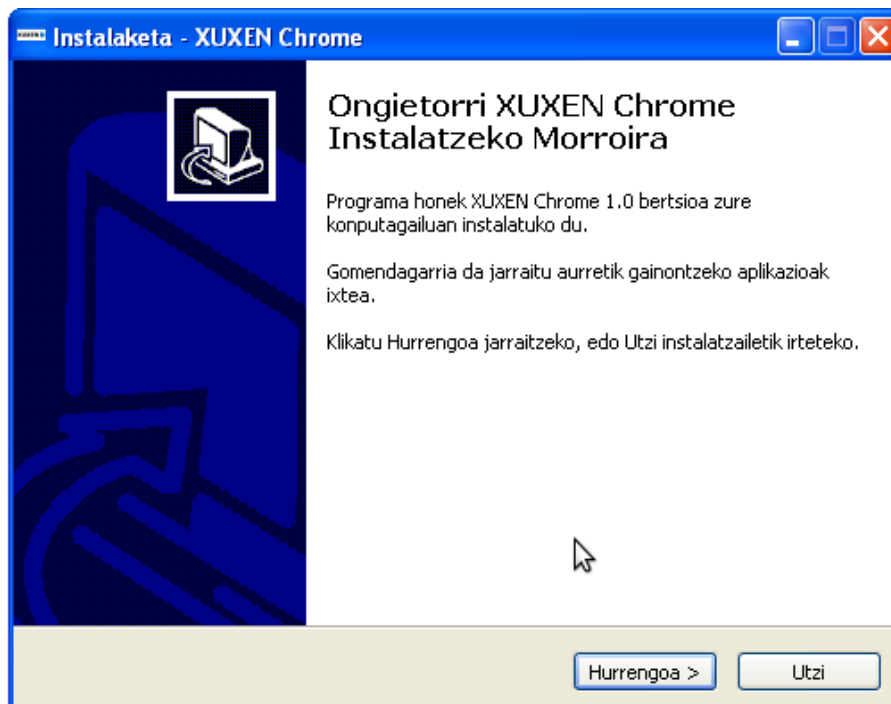 Instalaketa - XUXEN Chrome
Ongietorri XUXEN Chrome
Instalatzeko Morroira
Programa honek XUXEN Chrome 1.0 bertsioa zure
konputagailuan instalatuko du.
Gomendagarria da jarraitu aurretik gainontzeko aplikazioak
ixtea.
Klikatu Hurrengoa jarraitzeko, edo Utzi instalatzailetik irteteko.
Hurrengoa >
Utzi